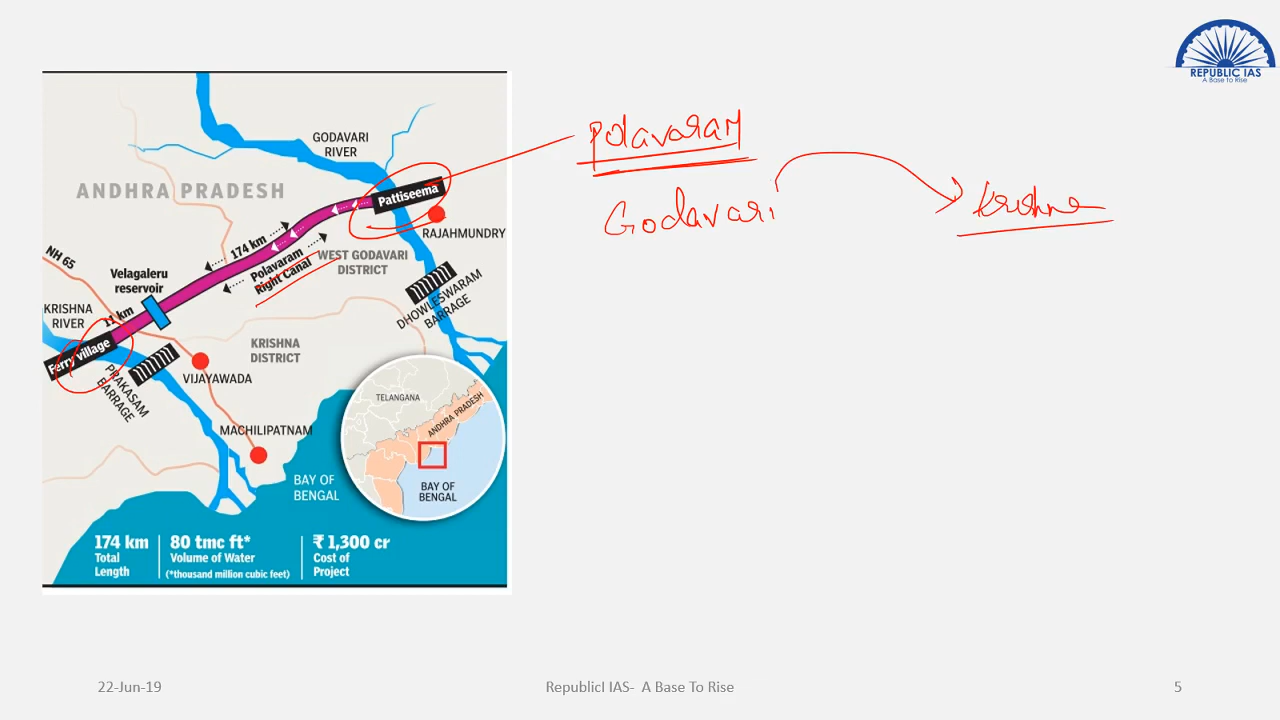 REPUBLIC IAS
A Base to Rise
GODAVARI
RIVER
ANDHRA PRADESH
Pattiseema
RAJAHMUNDRY
174 km
Polavaram
Right Canal
WEST GODAVARI
DISTRICT
NH 65
Velagaleru
reservoir
DHOWLESWARAM
BARRAGE
KRISHNA
RIVER
11 km
Ferry village
KRISHNA
DISTRICT
PRAKASAM
BARRAGE
VIJAYAWADA
MACHILIPATNAM
TELANGANA
ANDHRA PRADESH
BAY OF
BENGAL
BAY OF
BENGAL
174 km
Total
Length
80 tmc ft*
Volume of Water
(*thousand million cubic feet)
₹ 1,300 cr
Cost of
Project
Polavaram
Godavari
Krishna
22-Jun-19
RepublicI IAS- A Base To Rise
5